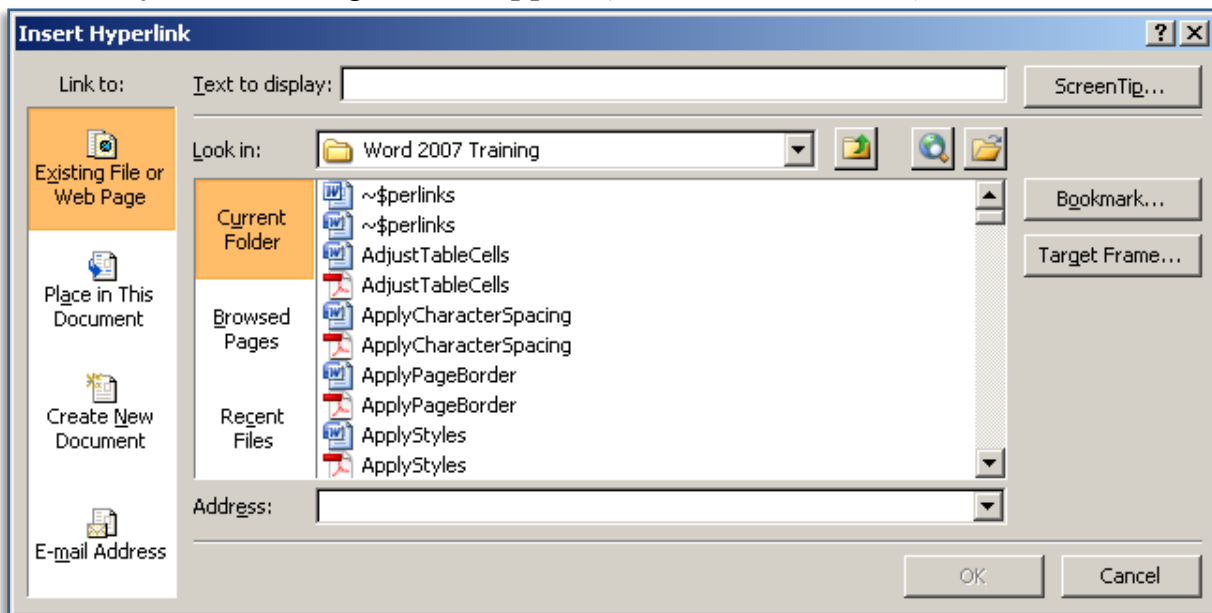 Insert Hyperlink
Link to:
Text to display:
ScreenTip...
Existing File or
Web Page
Place in This
Document
Create New
Document
E-mail Address
Look in:
Word 2007 Training
Current
Folder
Browsed
Pages
Recent
Files
~$perlinks
~$perlinks
AdjustTableCells
AdjustTableCells
ApplyCharacterSpacing
ApplyCharacterSpacing
ApplyPageBorder
ApplyPageBorder
ApplyStyles
ApplyStyles
Bookmark...
Target Frame...
Address:
OK
Cancel